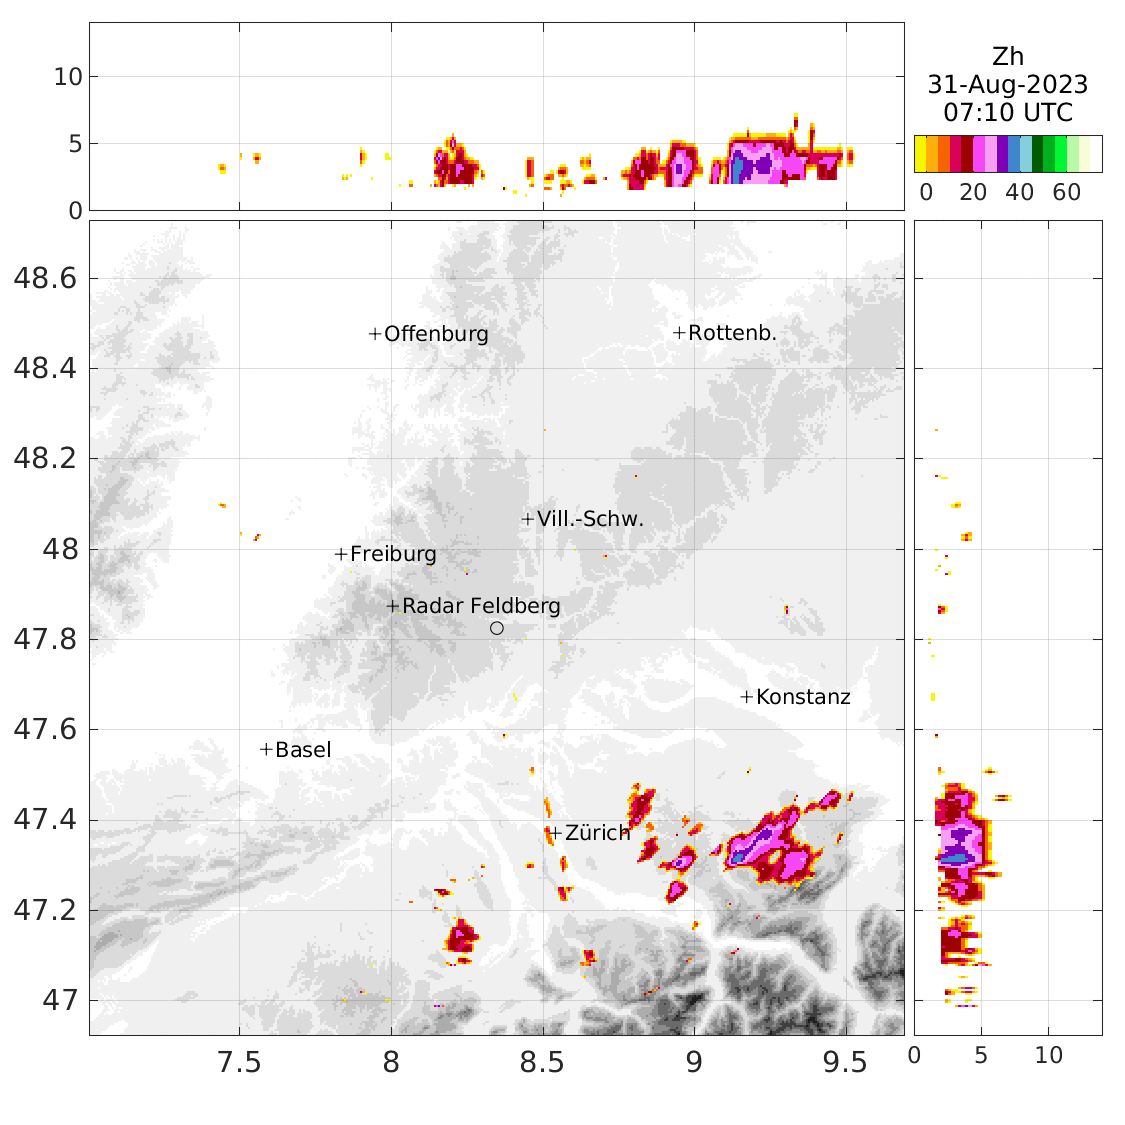 10
5
0
Zh
31-Aug-2023
07:10 UTC
0 20 40 60
48.6
48.4
48.2
48
47.8
47.6
47.4
47.2
47
Offenburg
Rottenb.
Vill.-Schw.
Freiburg
Radar Feldberg
Konstanz
Basel
Zürich
7.5 8 8.5 9 9.5
0 5 10